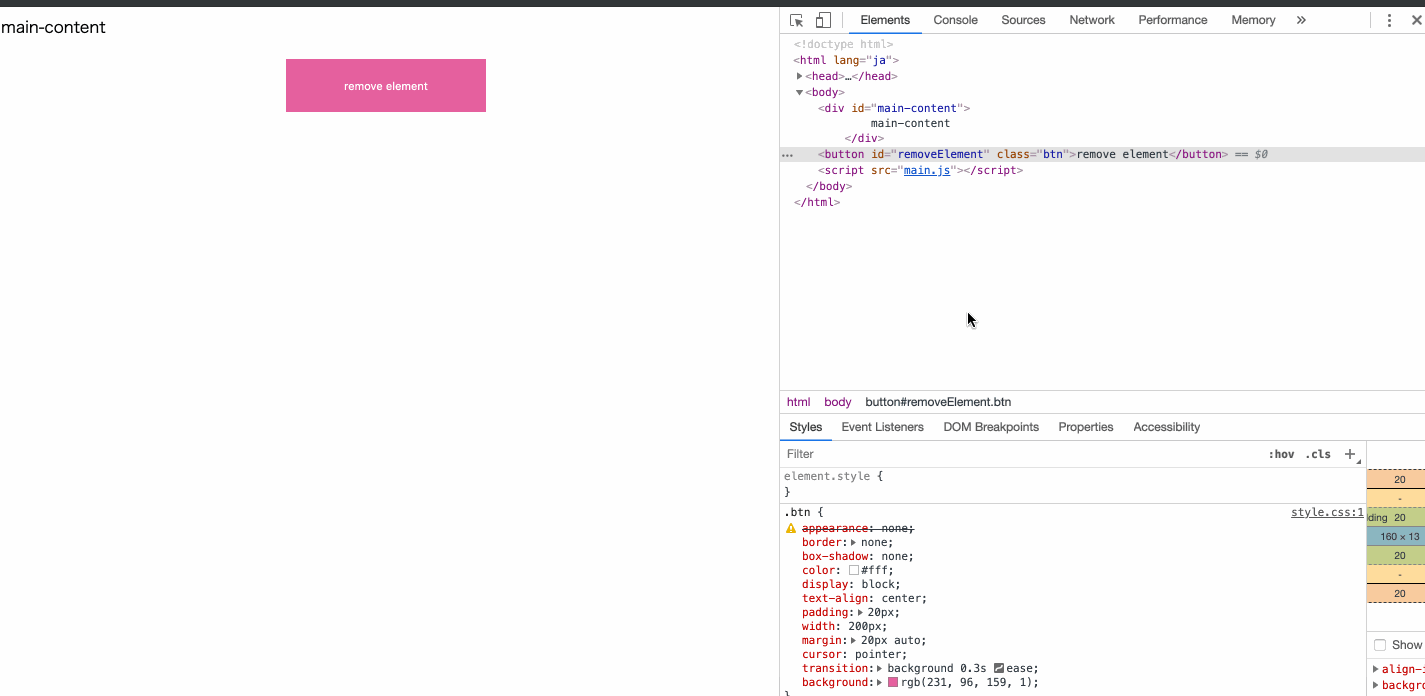 main-content
remove element
Elements Console Sources Network Performance Memory »
<!doctype html>
<html lang="ja">
<head>…</head>
<body>
<div id="main-content">
main-content
</div>
<button id="removeElement" class="btn">remove element</button> == $0
<script src="main.js"></script>
</body>
</html>
html body button#removeElement.btn
Styles Event Listeners DOM Breakpoints Properties Accessibility
Filter :hov .cls +
element.style {
}
.btn { style.css:1
appearance: none;
border: none;
box-shadow: none;
color: #fff;
display: block;
text-align: center;
padding: 20px;
width: 200px;
margin: 20px auto;
cursor: pointer;
transition: background 0.3s ease;
background: rgb(231, 96, 159, 1);
}
20
-
ding 20
160 × 13
20
-
20
Show
align-i
backgro